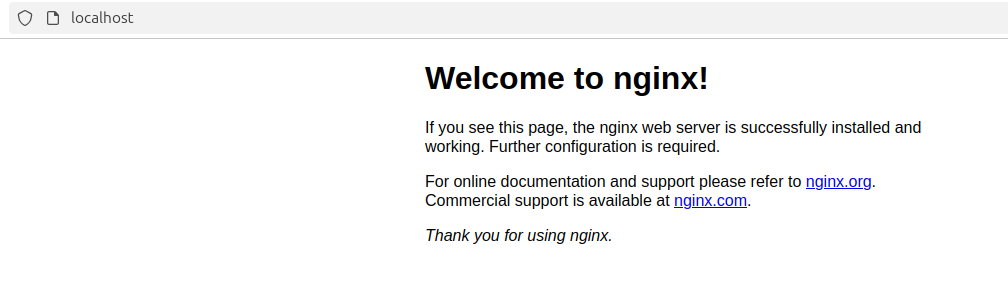 localhost
Welcome to nginx!
If you see this page, the nginx web server is successfully installed and
working. Further configuration is required.
For online documentation and support please refer to nginx.org.
Commercial support is available at nginx.com.
Thank you for using nginx.